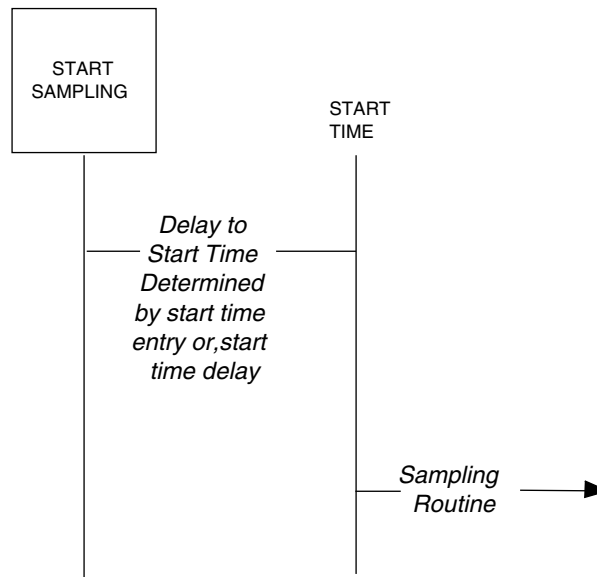 START
SAMPLING
START
TIME
Delay to
Start Time
Determined
by start time
entry or,start
time delay
Sampling
Routine